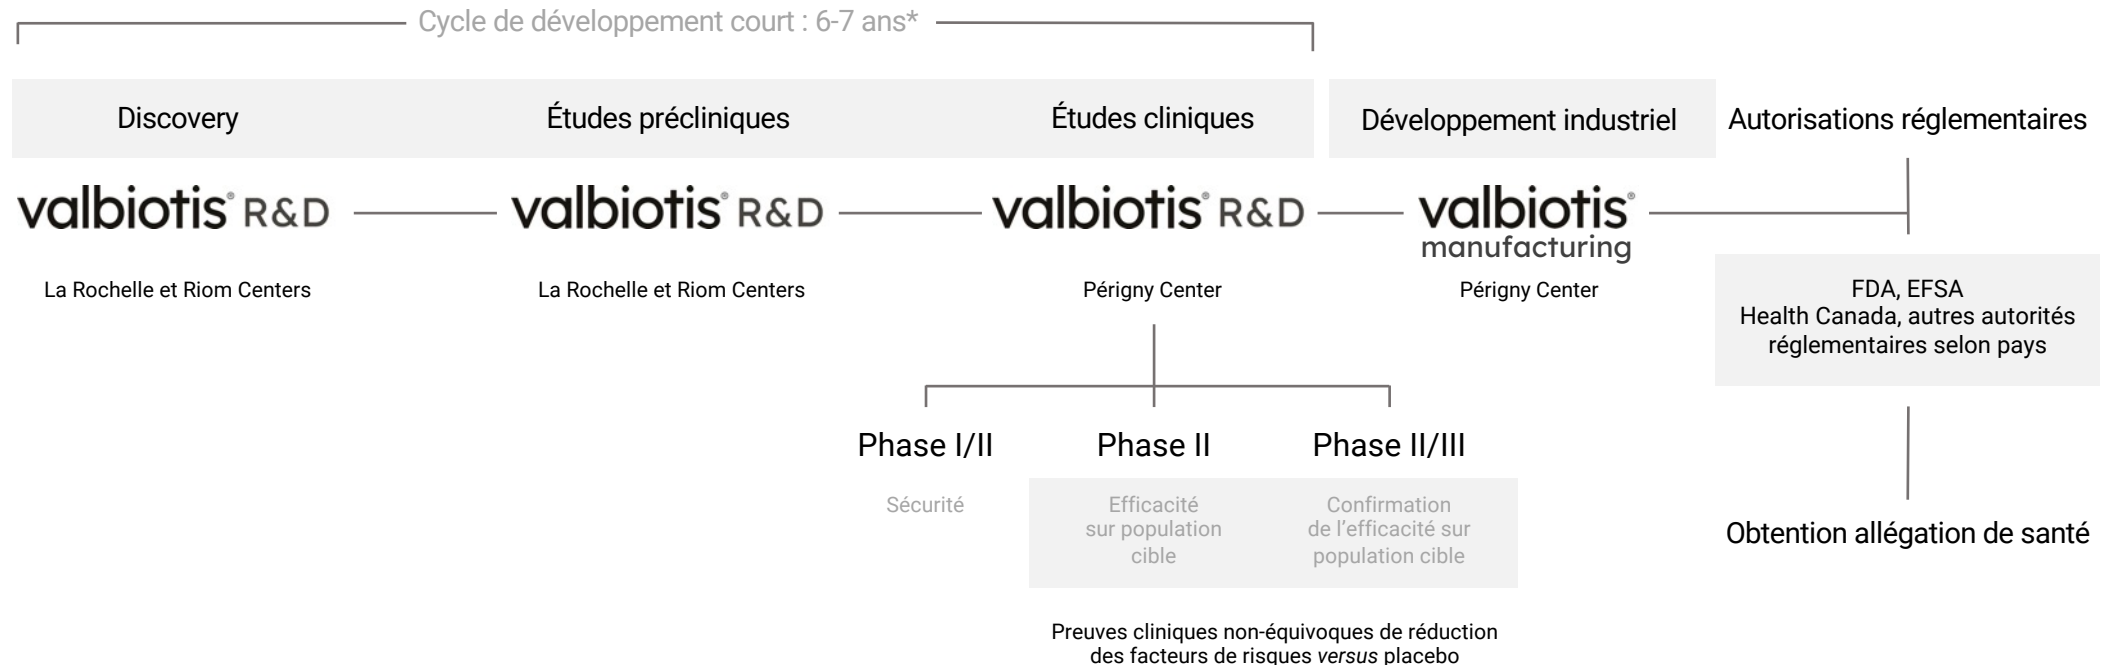 Cycle de développement court : 6-7 ans*
Discovery
Études précliniques
Études cliniques
Développement industriel
Autorisations réglementaires
valbiotis® R&D
valbiotis® R&D
valbiotis® R&D
valbiotis®
manufacturing
La Rochelle et Riom Centers
La Rochelle et Riom Centers
Périgny Center
Périgny Center
FDA, EFSA
Health Canada, autres autorités
réglementaires selon pays
Phase I/II
Phase II
Phase II/III
Sécurité
Efficacité
sur population
cible
Confirmation
de l’efficacité sur
population cible
Obtention allégation de santé
Preuves cliniques non-équivoques de réduction
des facteurs de risques versus placebo